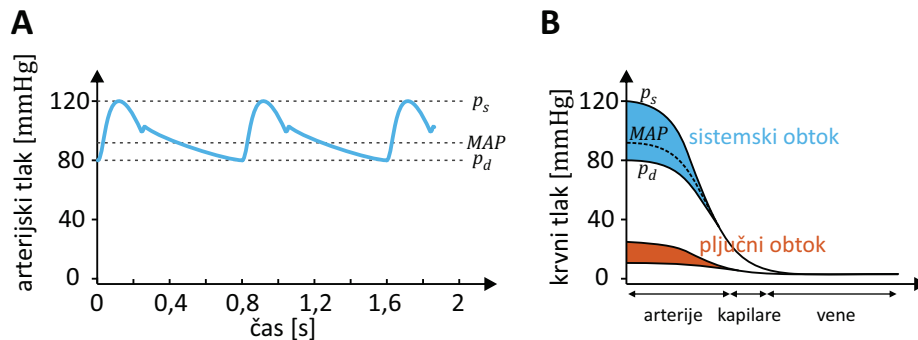 A
arterijski tlak [mmHg]
120
80
40
0
p_s
MAP
p_d
0
0,4
0,8
1,2
1,6
2
čas [s]
B
krvni tlak [mmHg]
120
80
40
0
p_s
MAP
p_d
sistemski obtok
pljučni obtok
arterije
kapilare
vene